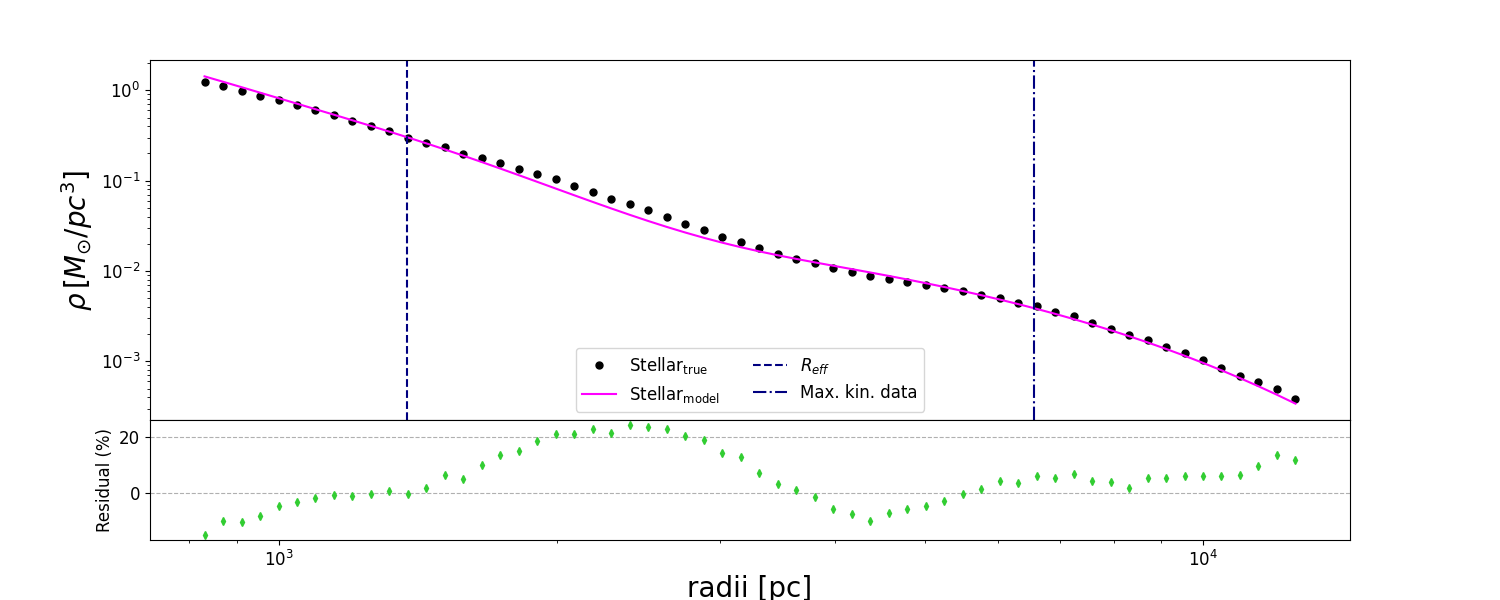 10⁰
10⁻¹
10⁻²
10⁻³
ρ [M⊙/pc³]
Stellar_true
Stellar_model
R_eff
Max. kin. data
20
0
Residual (%)
10³
10⁴
radii [pc]